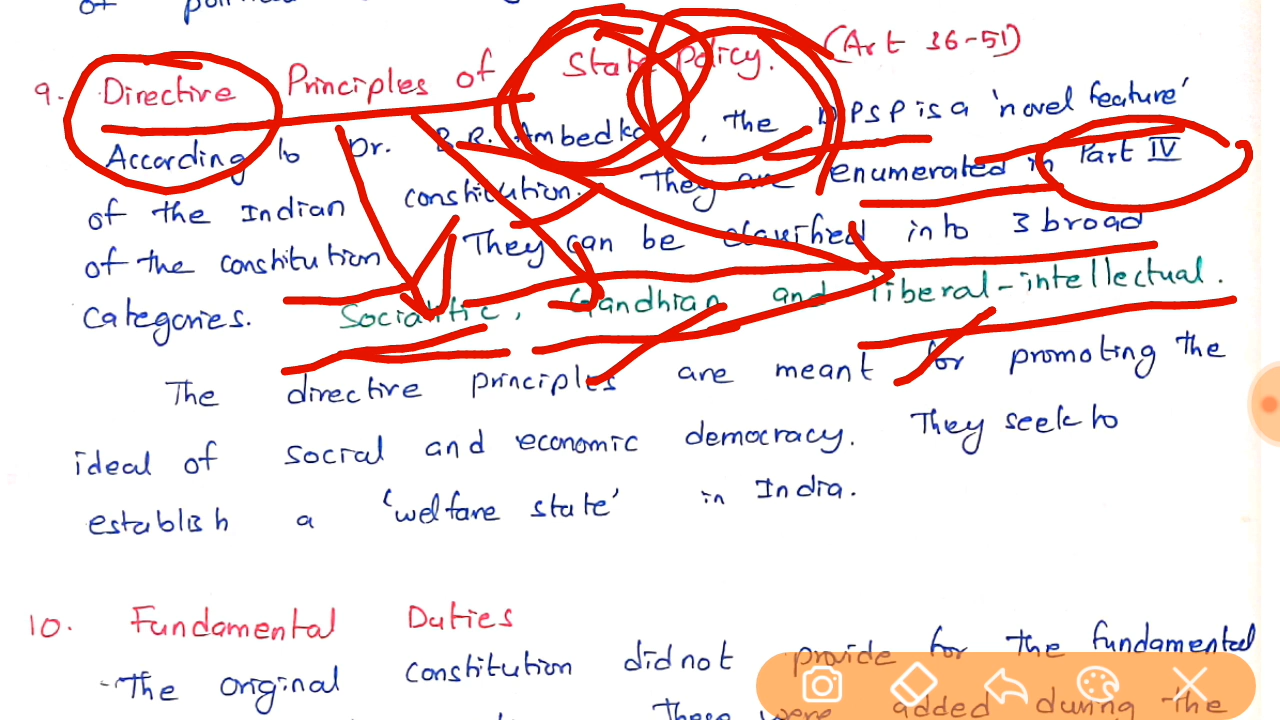 of
9. Directive Principles of State Policy. (Art 36-51)
According to Dr. B.R. Ambedkar, the DPSP is a 'novel feature'
of the Indian constitution. They are enumerated in Part IV
of the constitution. They can be classified into 3 broad
categories. Socialistic, Gandhian and liberal-intellectual.
The directive principles are meant for promoting the
ideal of social and economic democracy. They seek to
establish a 'welfare state' in India.
10. Fundamental Duties
The original constitution did not provide for the fundamental
These were added during the